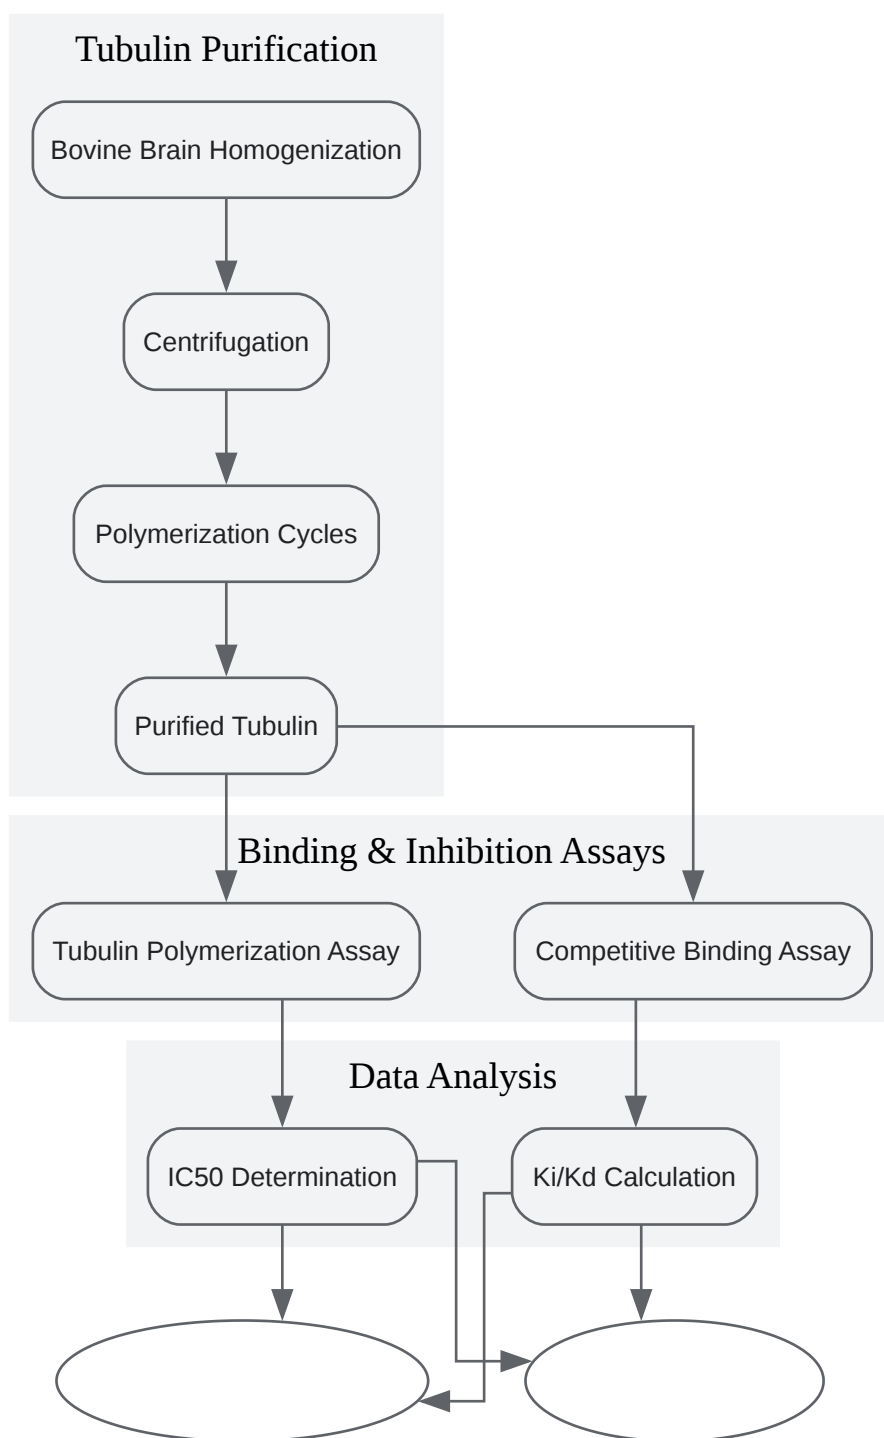 Tubulin Purification
Bovine Brain Homogenization
Centrifugation
Polymerization Cycles
Purified Tubulin
Binding & Inhibition Assays
Tubulin Polymerization Assay
Competitive Binding Assay
Data Analysis
IC50 Determination
Ki/Kd Calculation